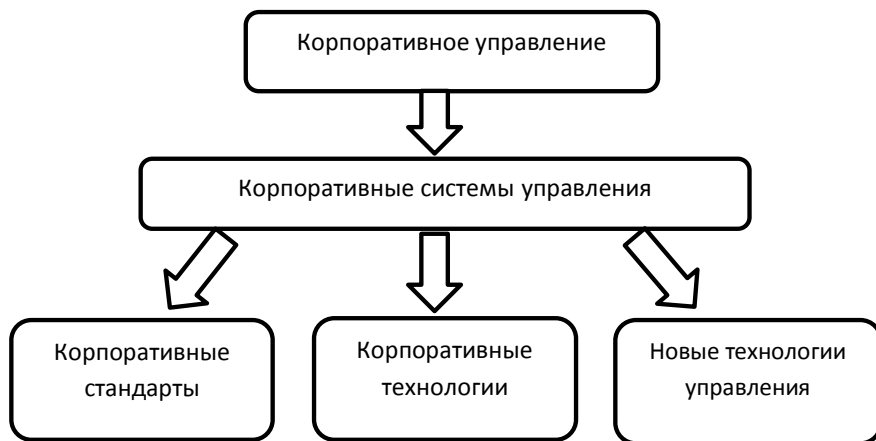 Корпоративное управление
Корпоративные системы управления
Корпоративные
стандарты
Корпоративные
технологии
Новые технологии
управления